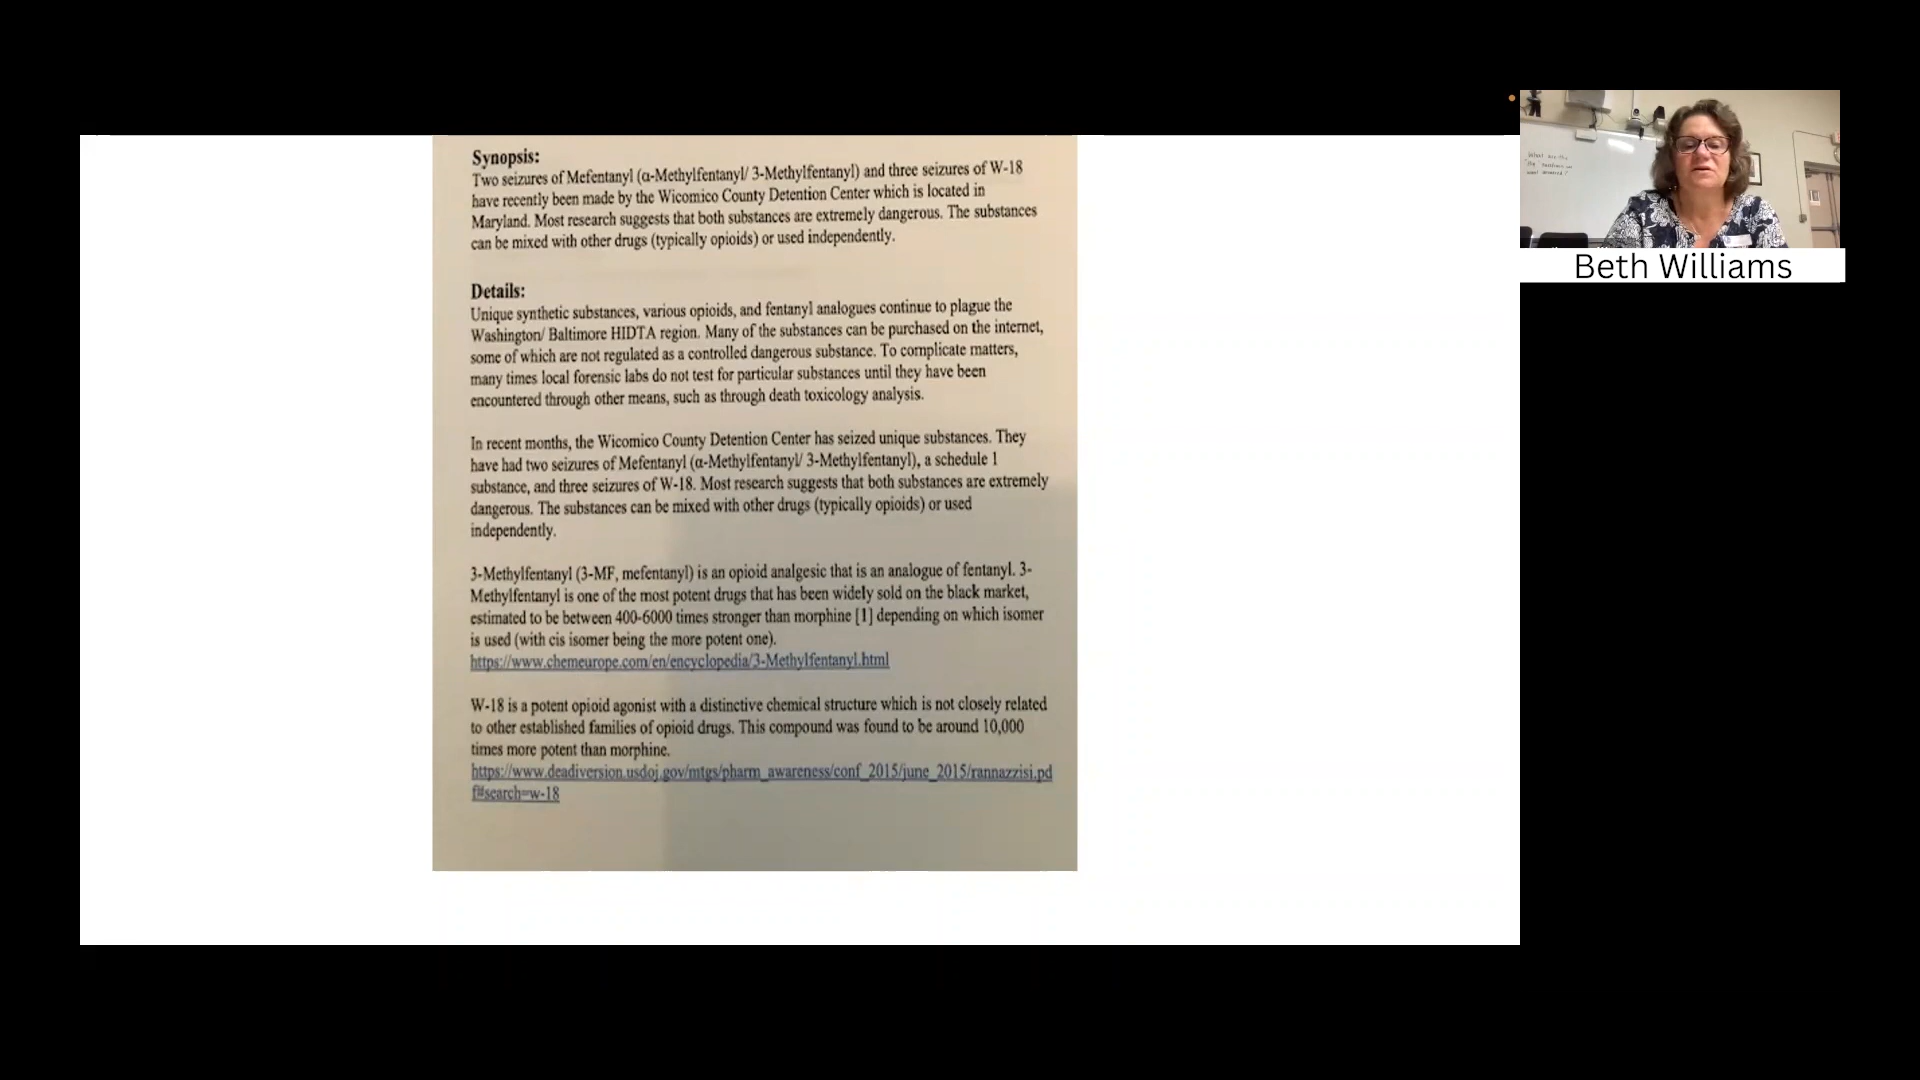 Synopsis:
Two seizures of Mefentanyl (α-Methylfentanyl/ 3-Methylfentanyl) and three seizures of W-18
have recently been made by the Wicomico County Detention Center which is located in
Maryland. Most research suggests that both substances are extremely dangerous. The substances
can be mixed with other drugs (typically opioids) or used independently.
Details:
Unique synthetic substances, various opioids, and fentanyl analogues continue to plague the
Washington/ Baltimore HIDTA region. Many of the substances can be purchased on the internet,
some of which are not regulated as a controlled dangerous substance. To complicate matters,
many times local forensic labs do not test for particular substances until they have been
encountered through other means, such as through death toxicology analysis.
In recent months, the Wicomico County Detention Center has seized unique substances. They
have had two seizures of Mefentanyl (α-Methylfentanyl/ 3-Methylfentanyl), a schedule 1
substance, and three seizures of W-18. Most research suggests that both substances are extremely
dangerous. The substances can be mixed with other drugs (typically opioids) or used
independently.
3-Methylfentanyl (3-MF, mefentanyl) is an opioid analgesic that is an analogue of fentanyl. 3-
Methylfentanyl is one of the most potent drugs that has been widely sold on the black market,
estimated to be between 400-6000 times stronger than morphine [1] depending on which isomer
is used (with cis isomer being the more potent one).
https://www.chemeurope.com/en/encyclopedia/3-Methylfentanyl.html
W-18 is a potent opioid agonist with a distinctive chemical structure which is not closely related
to other established families of opioid drugs. This compound was found to be around 10,000
times more potent than morphine.
https://www.deadiversion.usdoj.gov/mtgs/pharm_awareness/conf_2015/june_2015/rannazzisi.pd
f#search=w-18
Beth Williams